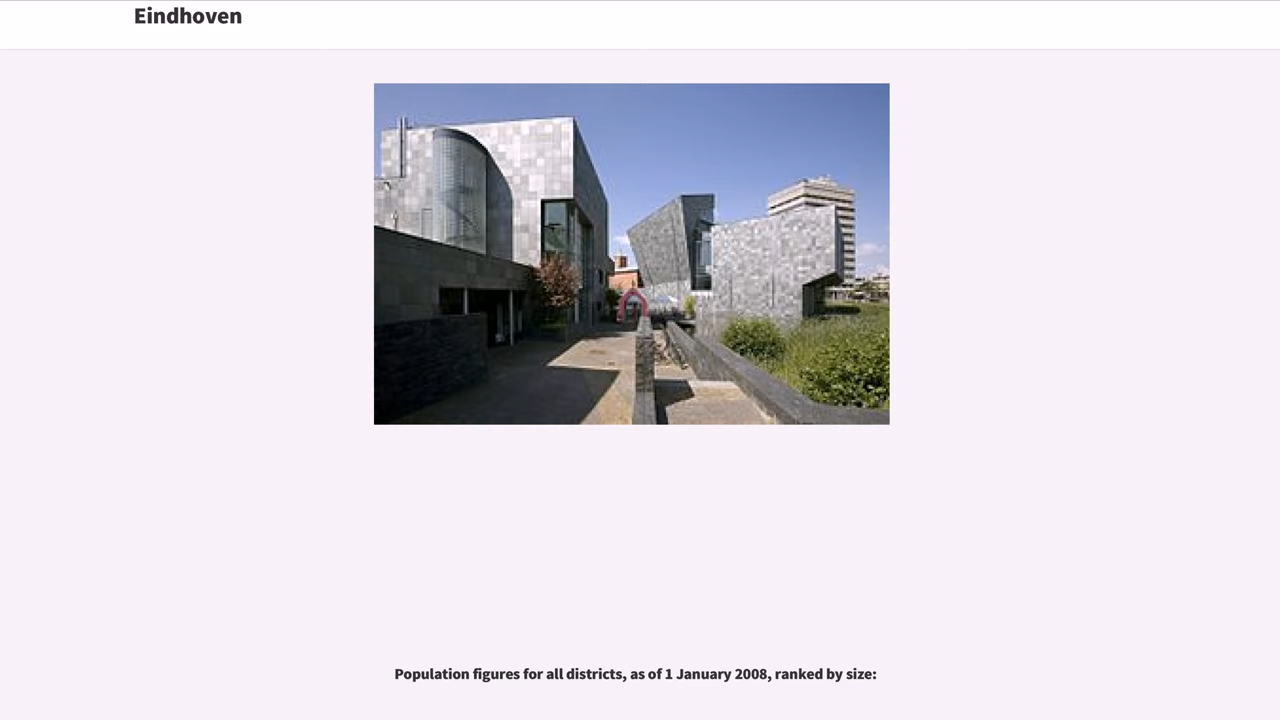 Eindhoven
Population figures for all districts, as of 1 January 2008, ranked by size: